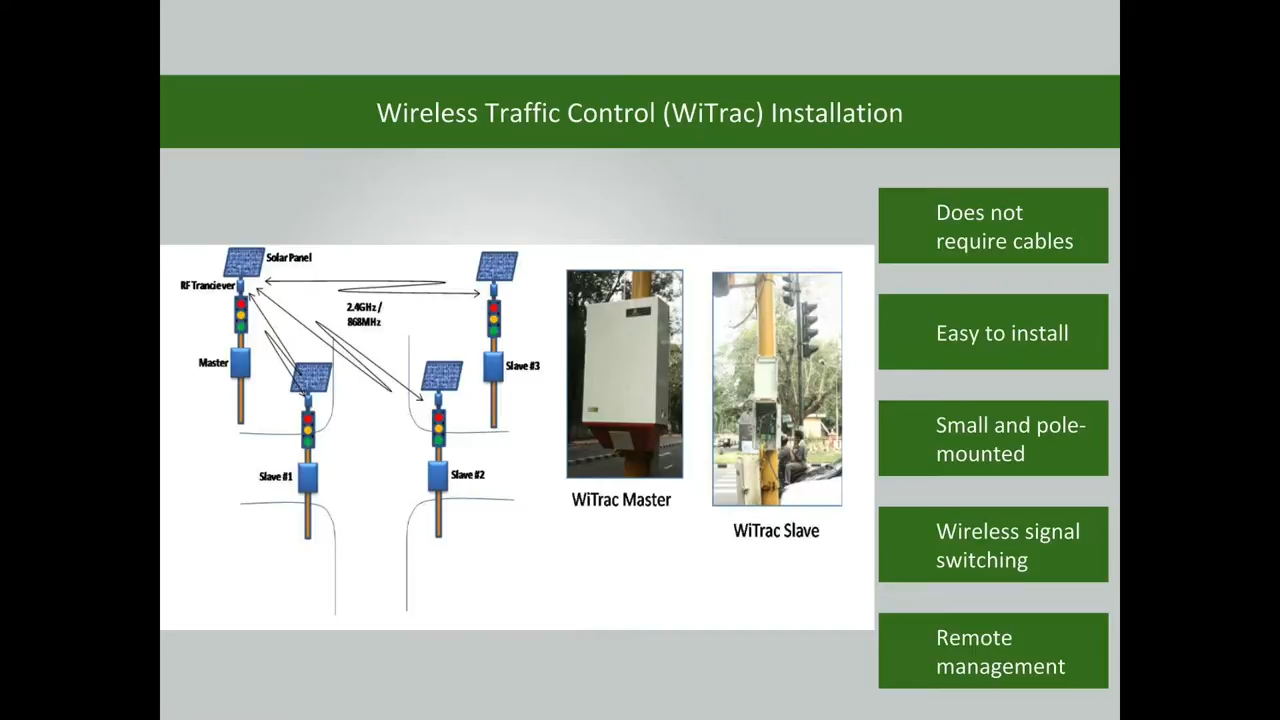 Wireless Traffic Control (WiTrac) Installation
Solar Panel
RF Tranciever
2.4GHz /
868MHz
Master
Slave #3
Slave #1
Slave #2
WiTrac Master
WiTrac Slave
Does not
require cables
Easy to install
Small and pole-
mounted
Wireless signal
switching
Remote
management